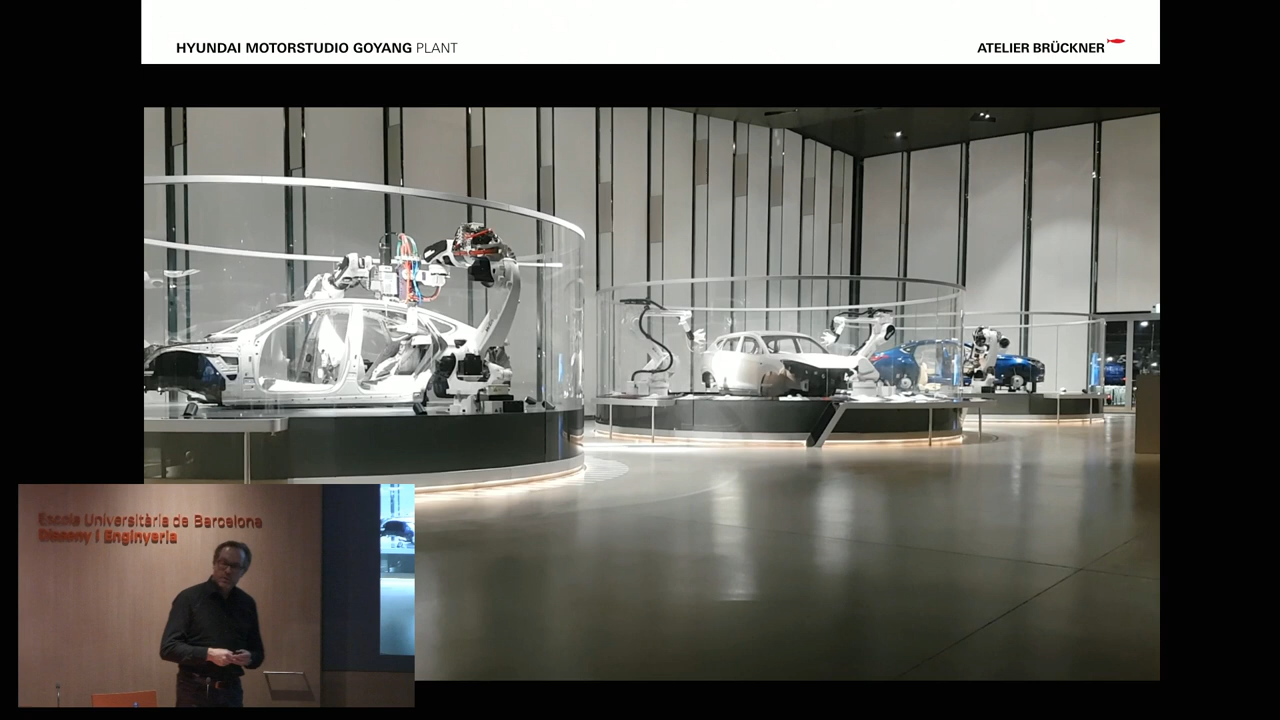 HYUNDAI MOTORSTUDIO GOYANG PLANT
ATELIER BRÜCKNER
Escola Universitària de Barcelona
Disseny i Enginyeria